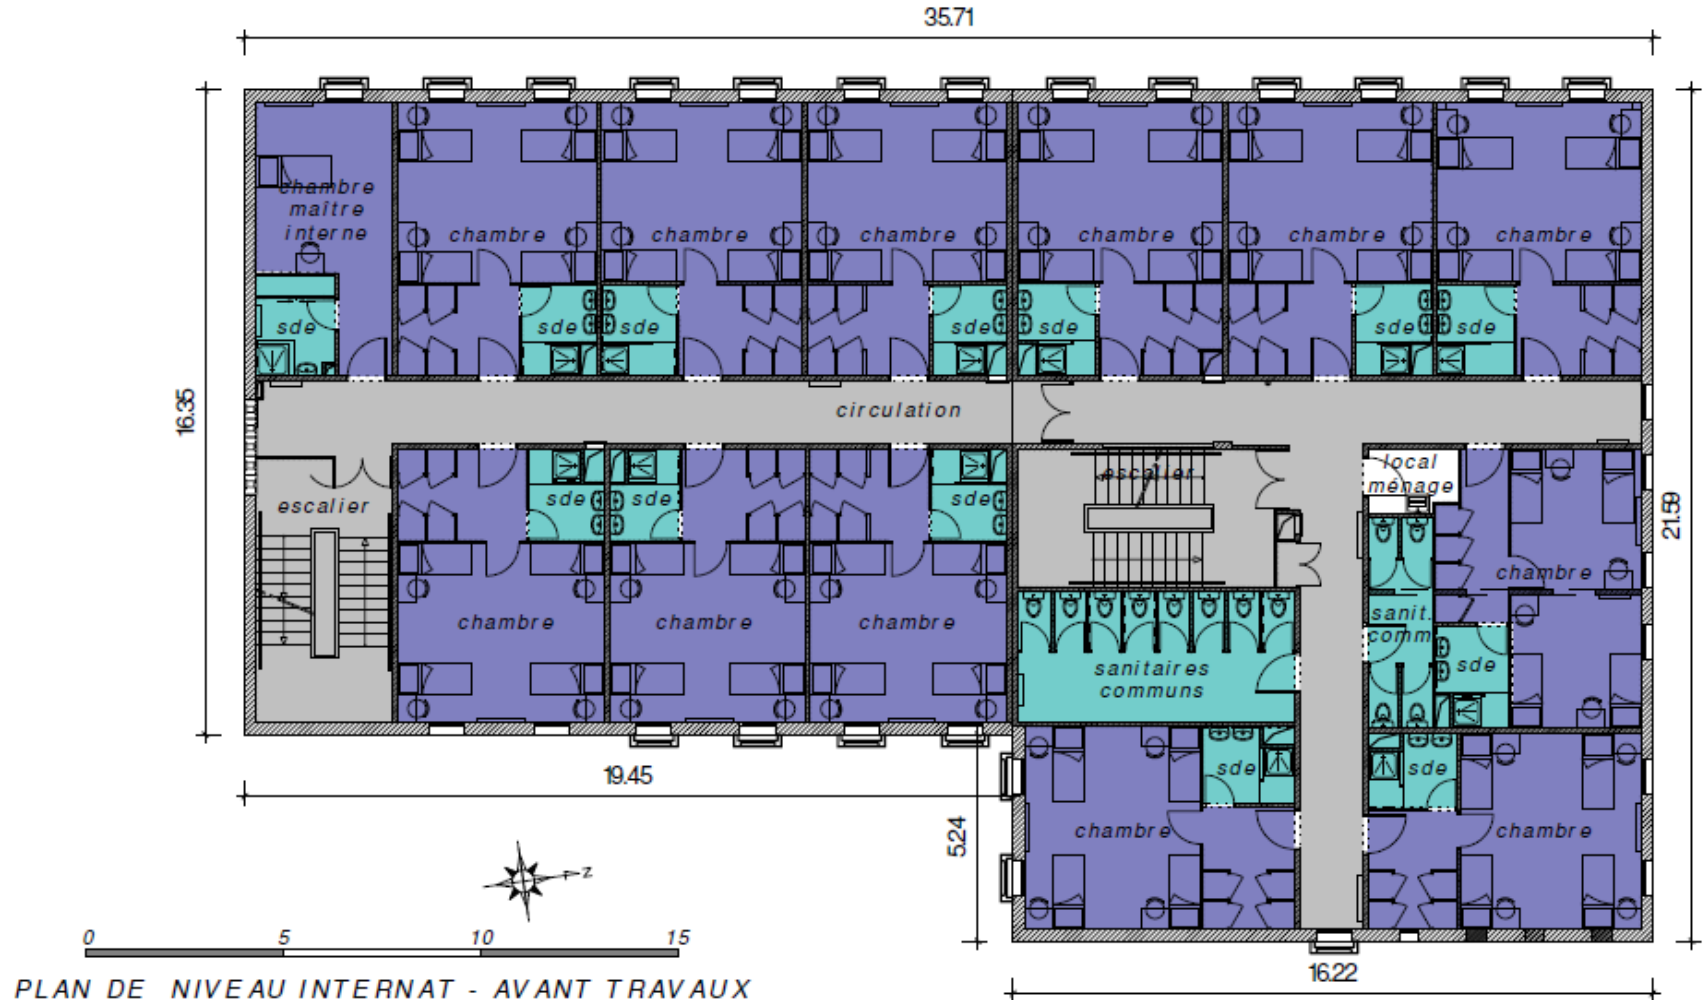 35.71
16.35
chambre
maître
interne
chambre
chambre
chambre
chambre
chambre
chambre
sde
sde
sde
sde
sde
sde
sde
circulation
escalier
sde
sde
sde
escalier
local
ménage
21.59
chambre
chambre
chambre
chambre
sanit.
comm.
sde
sanitaires
communs
19.45
5.24
sde
sde
chambre
chambre
z
0 5 10 15
16.22
PLAN DE NIVEAU INTERNAT - AVANT TRAVAUX